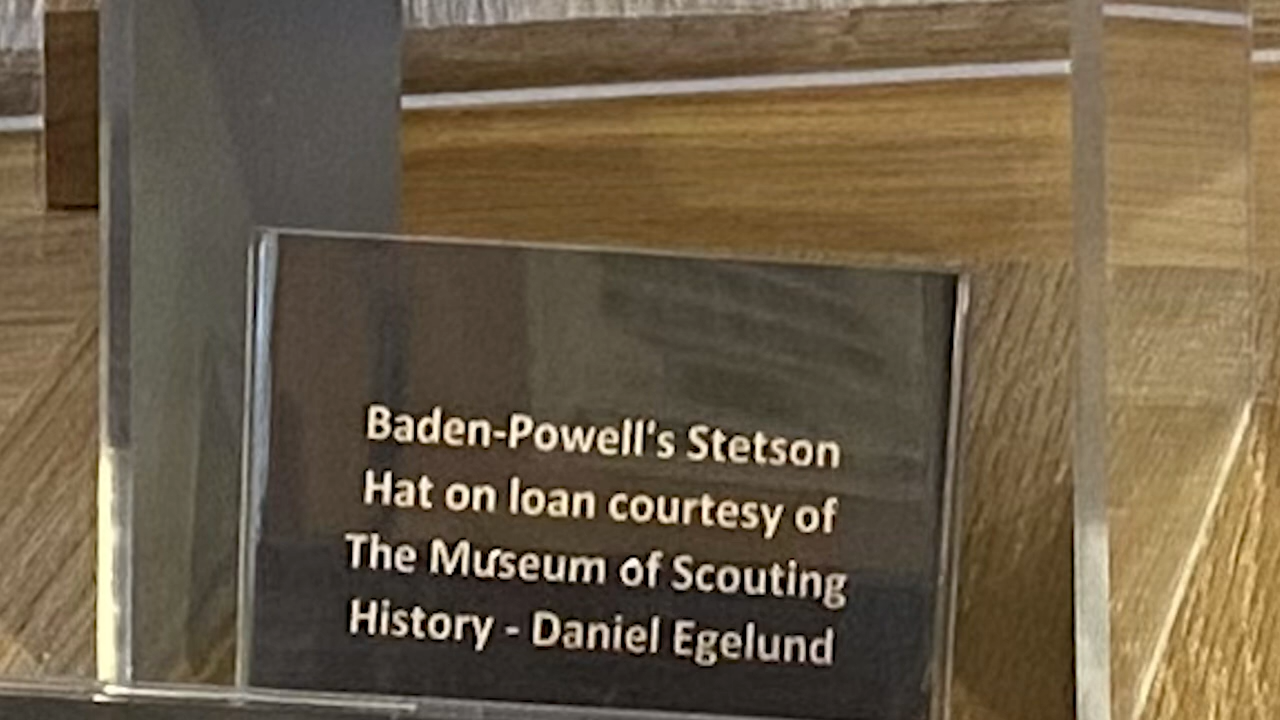 Baden-Powell's Stetson
Hat on loan courtesy of
The Museum of Scouting
History - Daniel Egelund